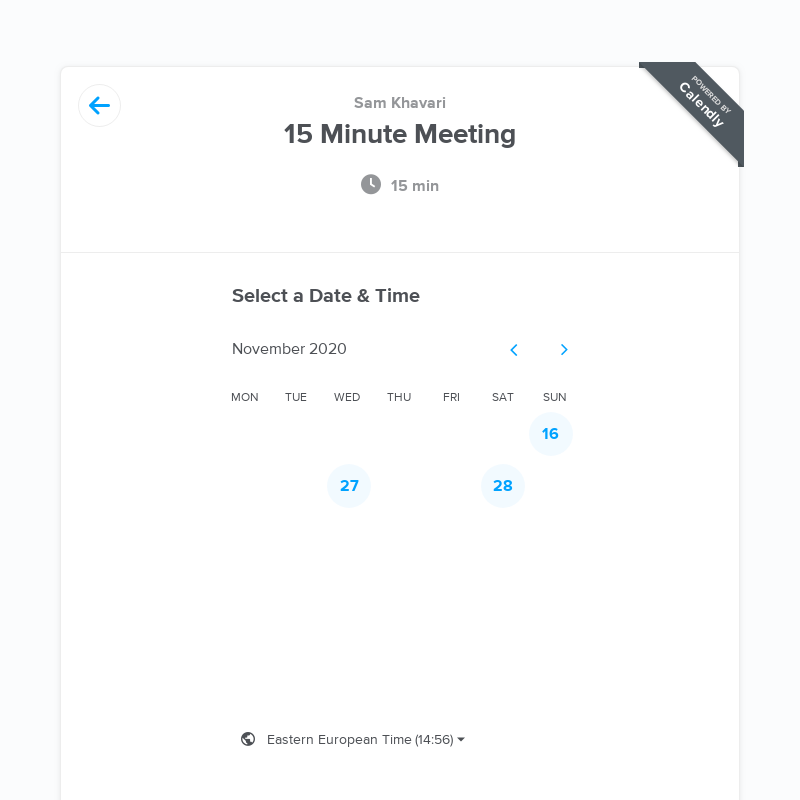 POWERED BY
Calendly
Sam Khavari
15 Minute Meeting
15 min
Select a Date & Time
November 2020
MON TUE WED THU FRI SAT SUN
16
27 28
Eastern European Time (14:56)